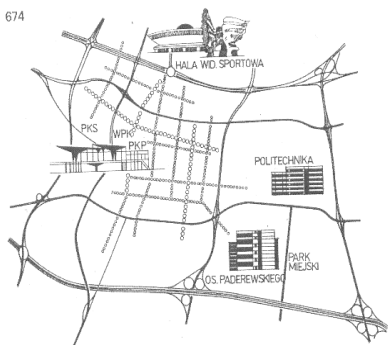 674
HALA WID. SPORTOWA
PKS
WPK
PKP
POLITECHNIKA
PARK
MIEJSKI
OS. PADEREWSKIEGO